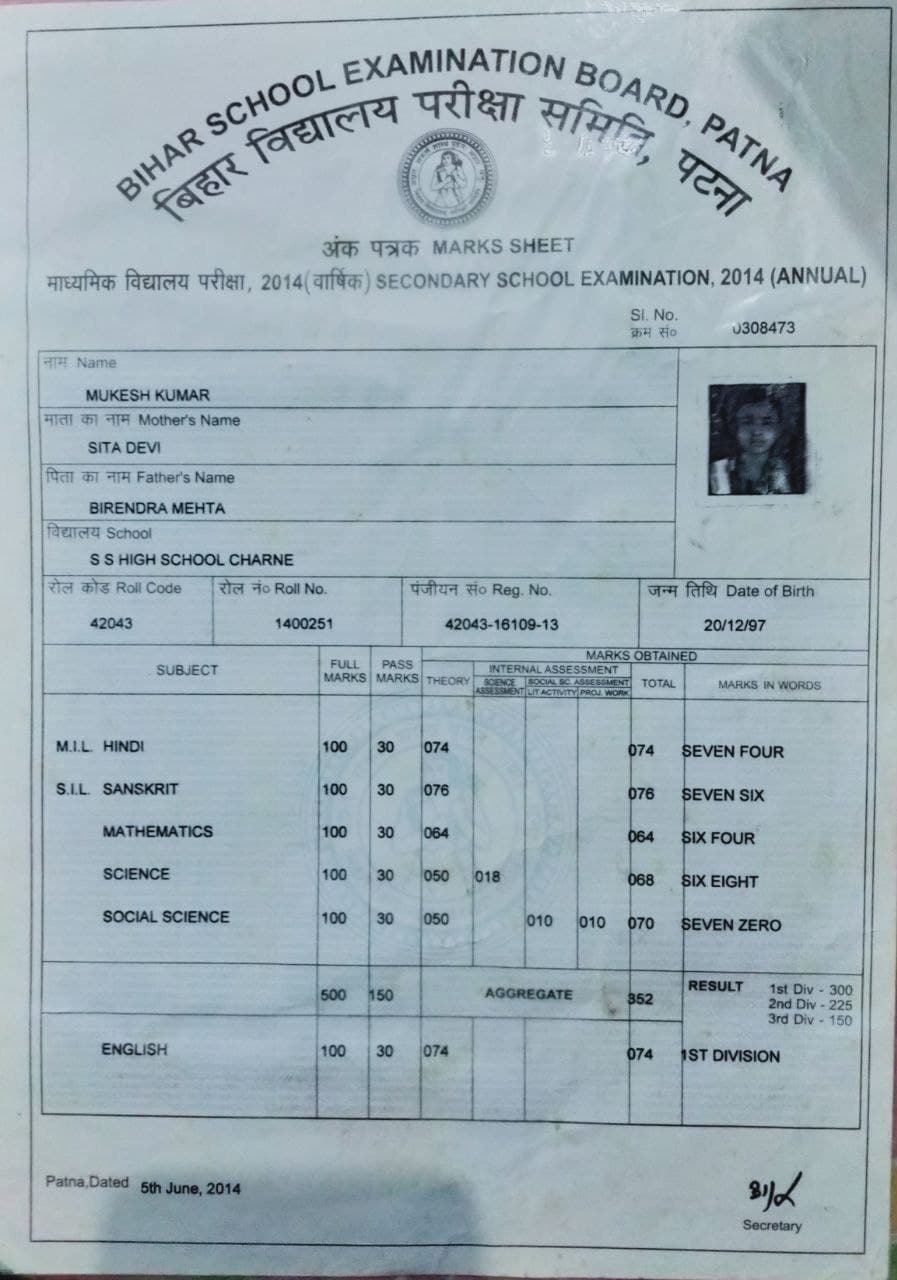 BIHAR SCHOOL EXAMINATION BOARD, PATNA
बिहार विद्यालय परीक्षा समिति, पटना
अंक पत्रक MARKS SHEET
माध्यमिक विद्यालय परीक्षा, 2014(वार्षिक) SECONDARY SCHOOL EXAMINATION, 2014 (ANNUAL)
Sl. No.
क्रम सं० 0308473
नाम Name
MUKESH KUMAR
माता का नाम Mother's Name
SITA DEVI
पिता का नाम Father's Name
BIRENDRA MEHTA
विद्यालय School
S S HIGH SCHOOL CHARNE
रोल कोड Roll Code रोल नं० Roll No. पंजीयन सं० Reg. No. जन्म तिथि Date of Birth
42043 1400251 42043-16109-13 20/12/97
MARKS OBTAINED
SUBJECT FULL MARKS PASS MARKS THEORY INTERNAL ASSESSMENT TOTAL MARKS IN WORDS
SCIENCE ASSESSMENT SOCIAL SC. ASSESSMENT
LIT ACTIVITY PROJ. WORK
M.I.L. HINDI 100 30 074 074 SEVEN FOUR
S.I.L. SANSKRIT 100 30 076 076 SEVEN SIX
MATHEMATICS 100 30 064 064 SIX FOUR
SCIENCE 100 30 050 018 068 SIX EIGHT
SOCIAL SCIENCE 100 30 050 010 010 070 SEVEN ZERO
500 150 AGGREGATE 352 RESULT 1st Div - 300
2nd Div - 225
3rd Div - 150
ENGLISH 100 30 074 074 1ST DIVISION
Patna,Dated 5th June, 2014
Secretary